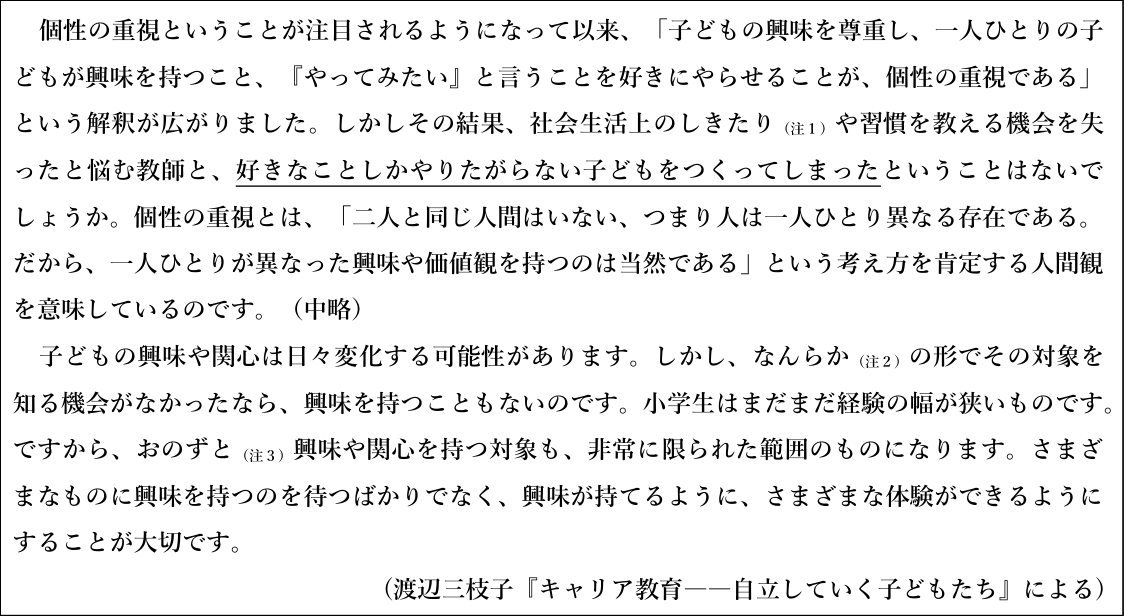 個性の重視ということが注目されるようになって以来、「子どもの興味を尊重し、一人ひとりの子
どもが興味を持つこと、『やってみたい』と言うことを好きにやらせることが、個性の重視である」
という解釈が広がりました。しかしその結果、社会生活上のしきたり（注1）や習慣を教える機会を失
ったと悩む教師と、好きなことしかやりたがらない子どもをつくってしまったということはないで
しょうか。個性の重視とは、「二人と同じ人間はいない、つまり人は一人ひとり異なる存在である。
だから、一人ひとりが異なった興味や価値観を持つのは当然である」という考え方を肯定する人間観
を意味しているのです。（中略）
子どもの興味や関心は日々変化する可能性があります。しかし、なんらか（注2）の形でその対象を
知る機会がなかったなら、興味を持つこともないのです。小学生はまだまだ経験の幅が狭いものです。
ですから、おのずと（注3）興味や関心を持つ対象も、非常に限られた範囲のものになります。さまざ
まなものに興味を持つのを待つばかりでなく、興味が持てるように、さまざまな体験ができるように
することが大切です。
（渡辺三枝子『キャリア教育――自立していく子どもたち』による）